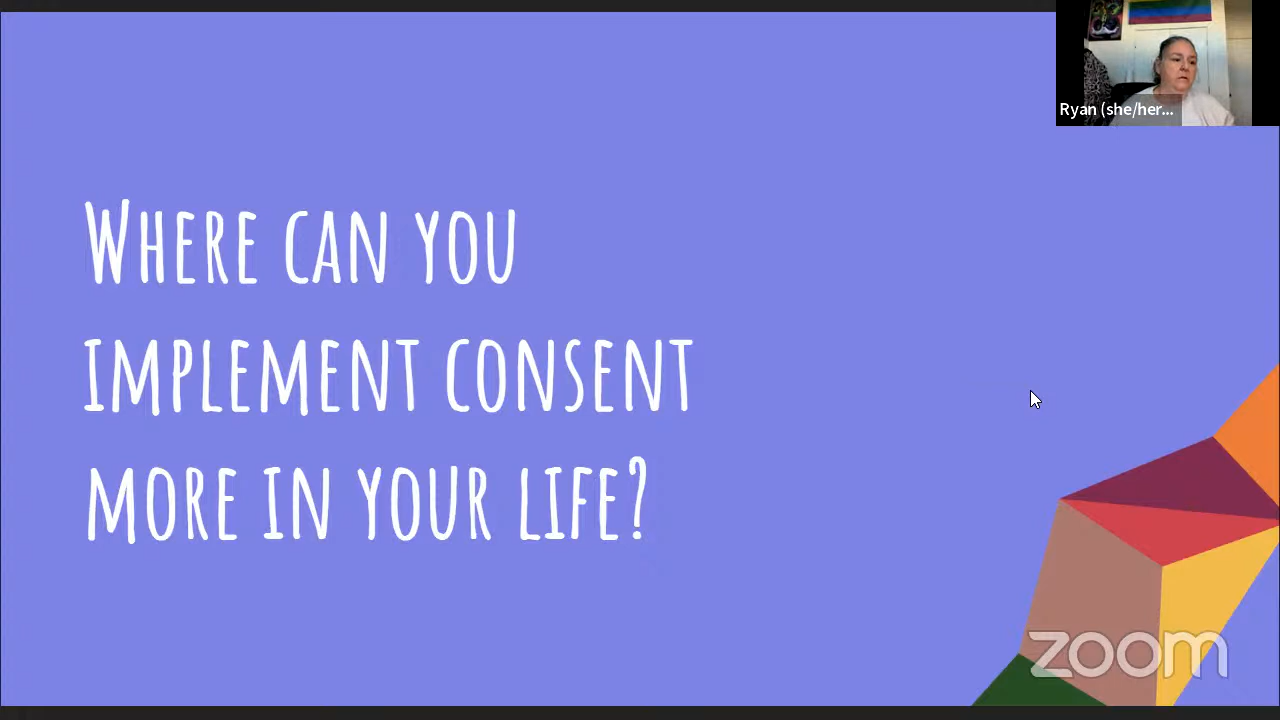 Ryan (she/her...
Where can you
implement consent
more in your life?
zoom